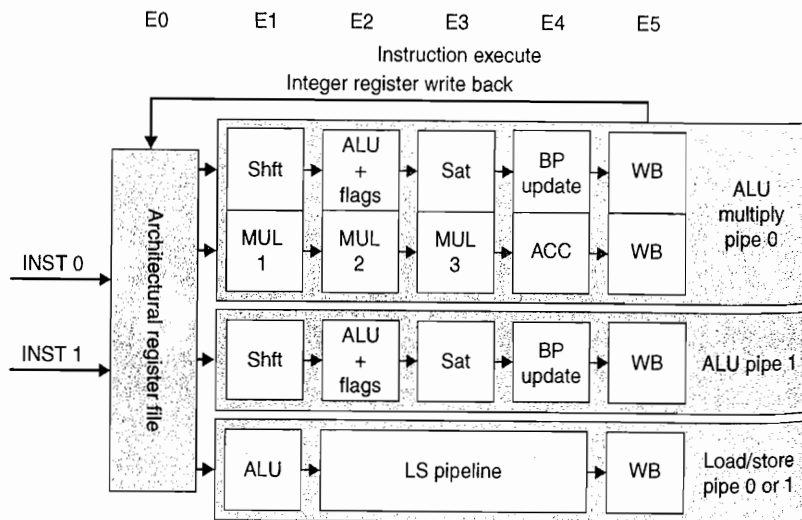 E0 E1 E2 E3 E4 E5
Instruction execute
Integer register write back
Architectural register file
INST 0
INST 1
Shft
ALU
+
flags
Sat
BP
update
WB
MUL
1
MUL
2
MUL
3
ACC
WB
ALU
multiply
pipe 0
Shft
ALU
+
flags
Sat
BP
update
WB
ALU pipe 1
ALU
LS pipeline
WB
Load/store
pipe 0 or 1